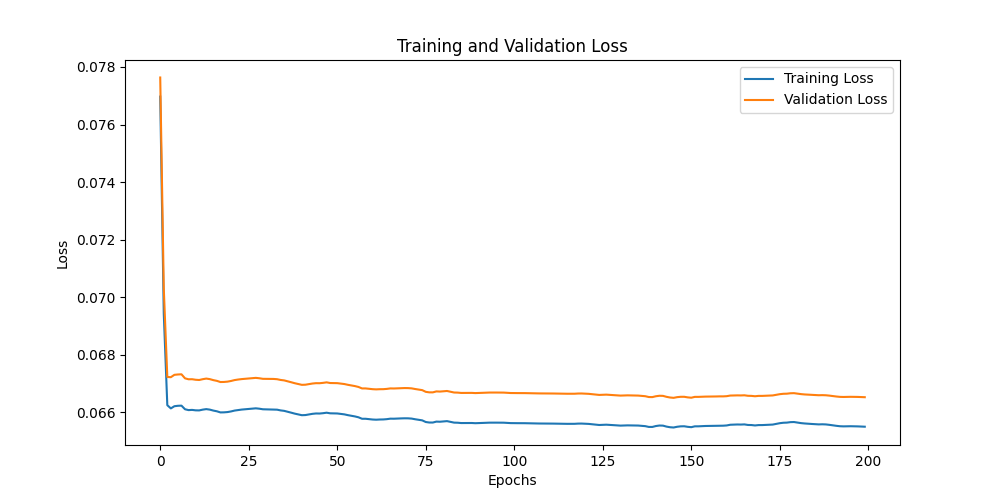 Training and Validation Loss
Training Loss
Validation Loss
0.078
0.076
0.074
0.072
0.070
0.068
0.066
Loss
0 25 50 75 100 125 150 175 200
Epochs